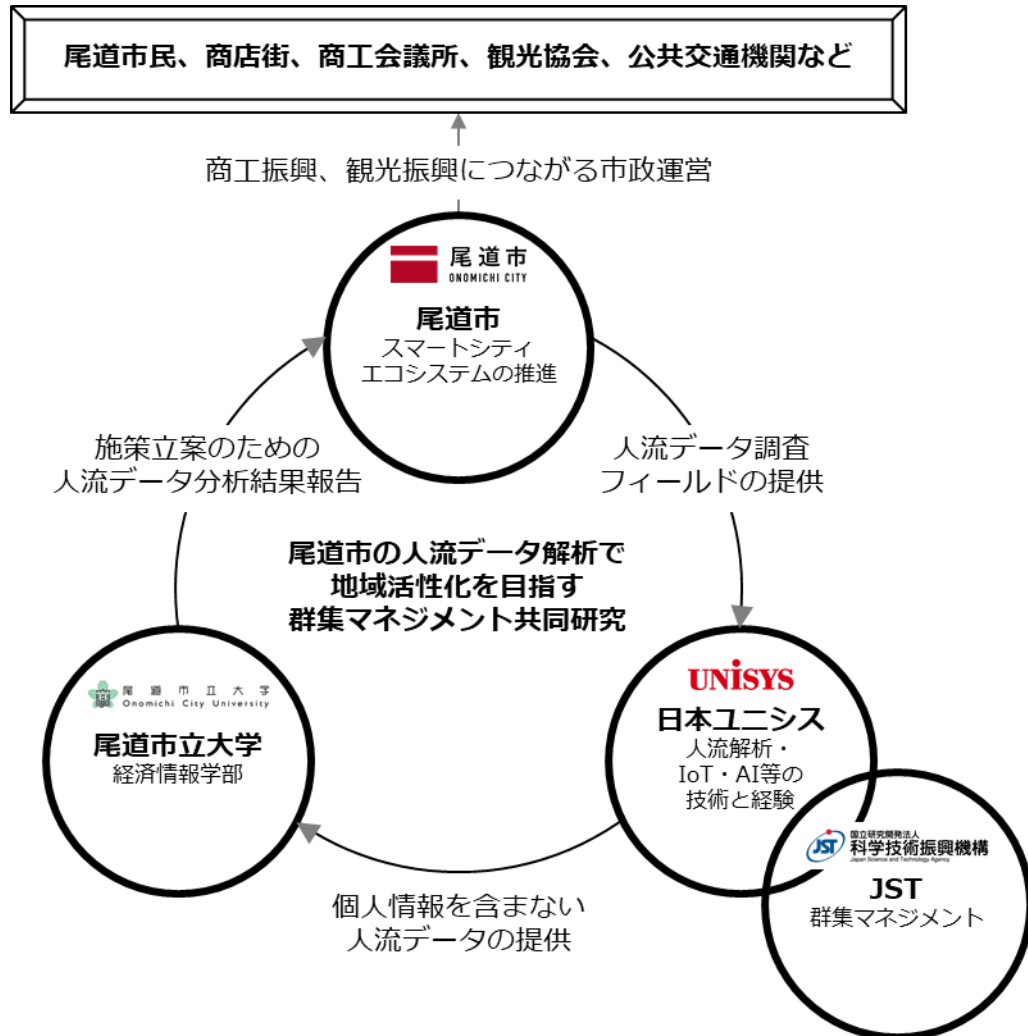 尾道市民、商店街、商工会議所、観光協会、公共交通機関など
商工振興、観光振興につながる市政運営
尾道市
ONOMICHI CITY
尾道市
スマートシティ
エコシステムの推進
施策立案のための
人流データ分析結果報告
人流データ調査
フィールドの提供
尾道市の人流データ解析で
地域活性化を目指す
群集マネジメント共同研究
尾道市立大学
Onomichi City University
尾道市立大学
経済情報学部
UNiSYS
日本ユニシス
人流解析・
IoT・AI等の
技術と経験
個人情報を含まない
人流データの提供
JST
国立研究開発法人
科学技術振興機構
Japan Science and Technology Agency
JST
群集マネジメント